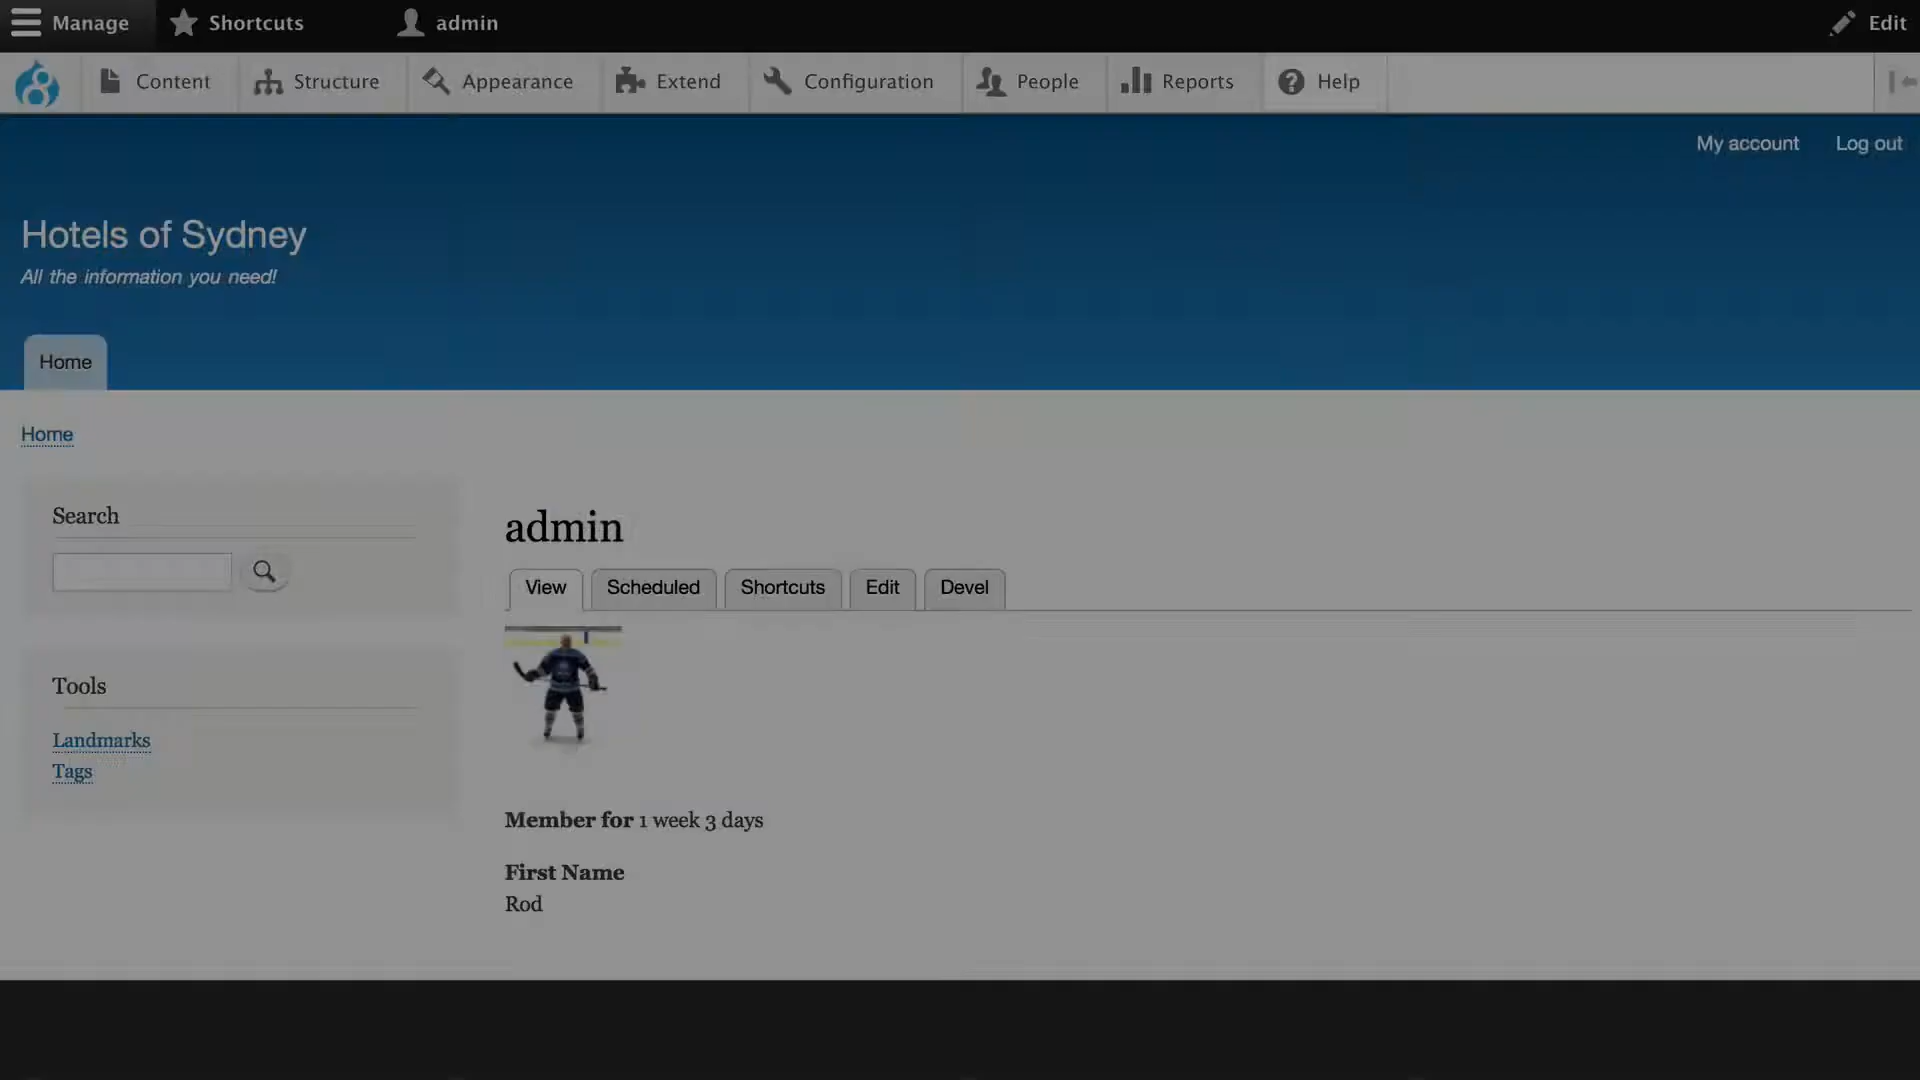 Manage Shortcuts admin Edit
Content Structure Appearance Extend Configuration People Reports Help
My account Log out
Hotels of Sydney
All the information you need!
Home
Home
Search
admin
View Scheduled Shortcuts Edit Devel
Tools
Landmarks
Tags
Member for 1 week 3 days
First Name
Rod